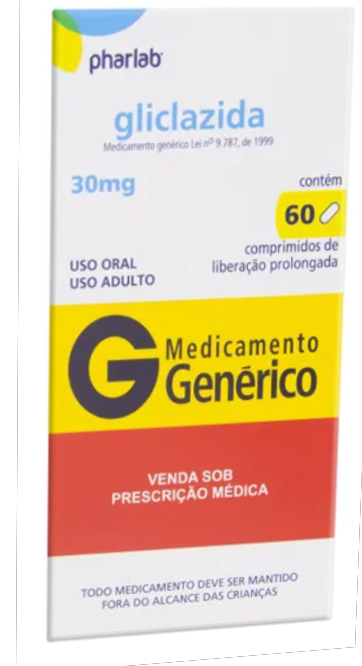 pharlab
gliclazida
Medicamento genérico Lei nº 9.787, de 1999
30mg
contém
60
comprimidos de
liberação prolongada
USO ORAL
USO ADULTO
G Medicamento
Genérico
VENDA SOB
PRESCRIÇÃO MÉDICA
TODO MEDICAMENTO DEVE SER MANTIDO
FORA DO ALCANCE DAS CRIANÇAS